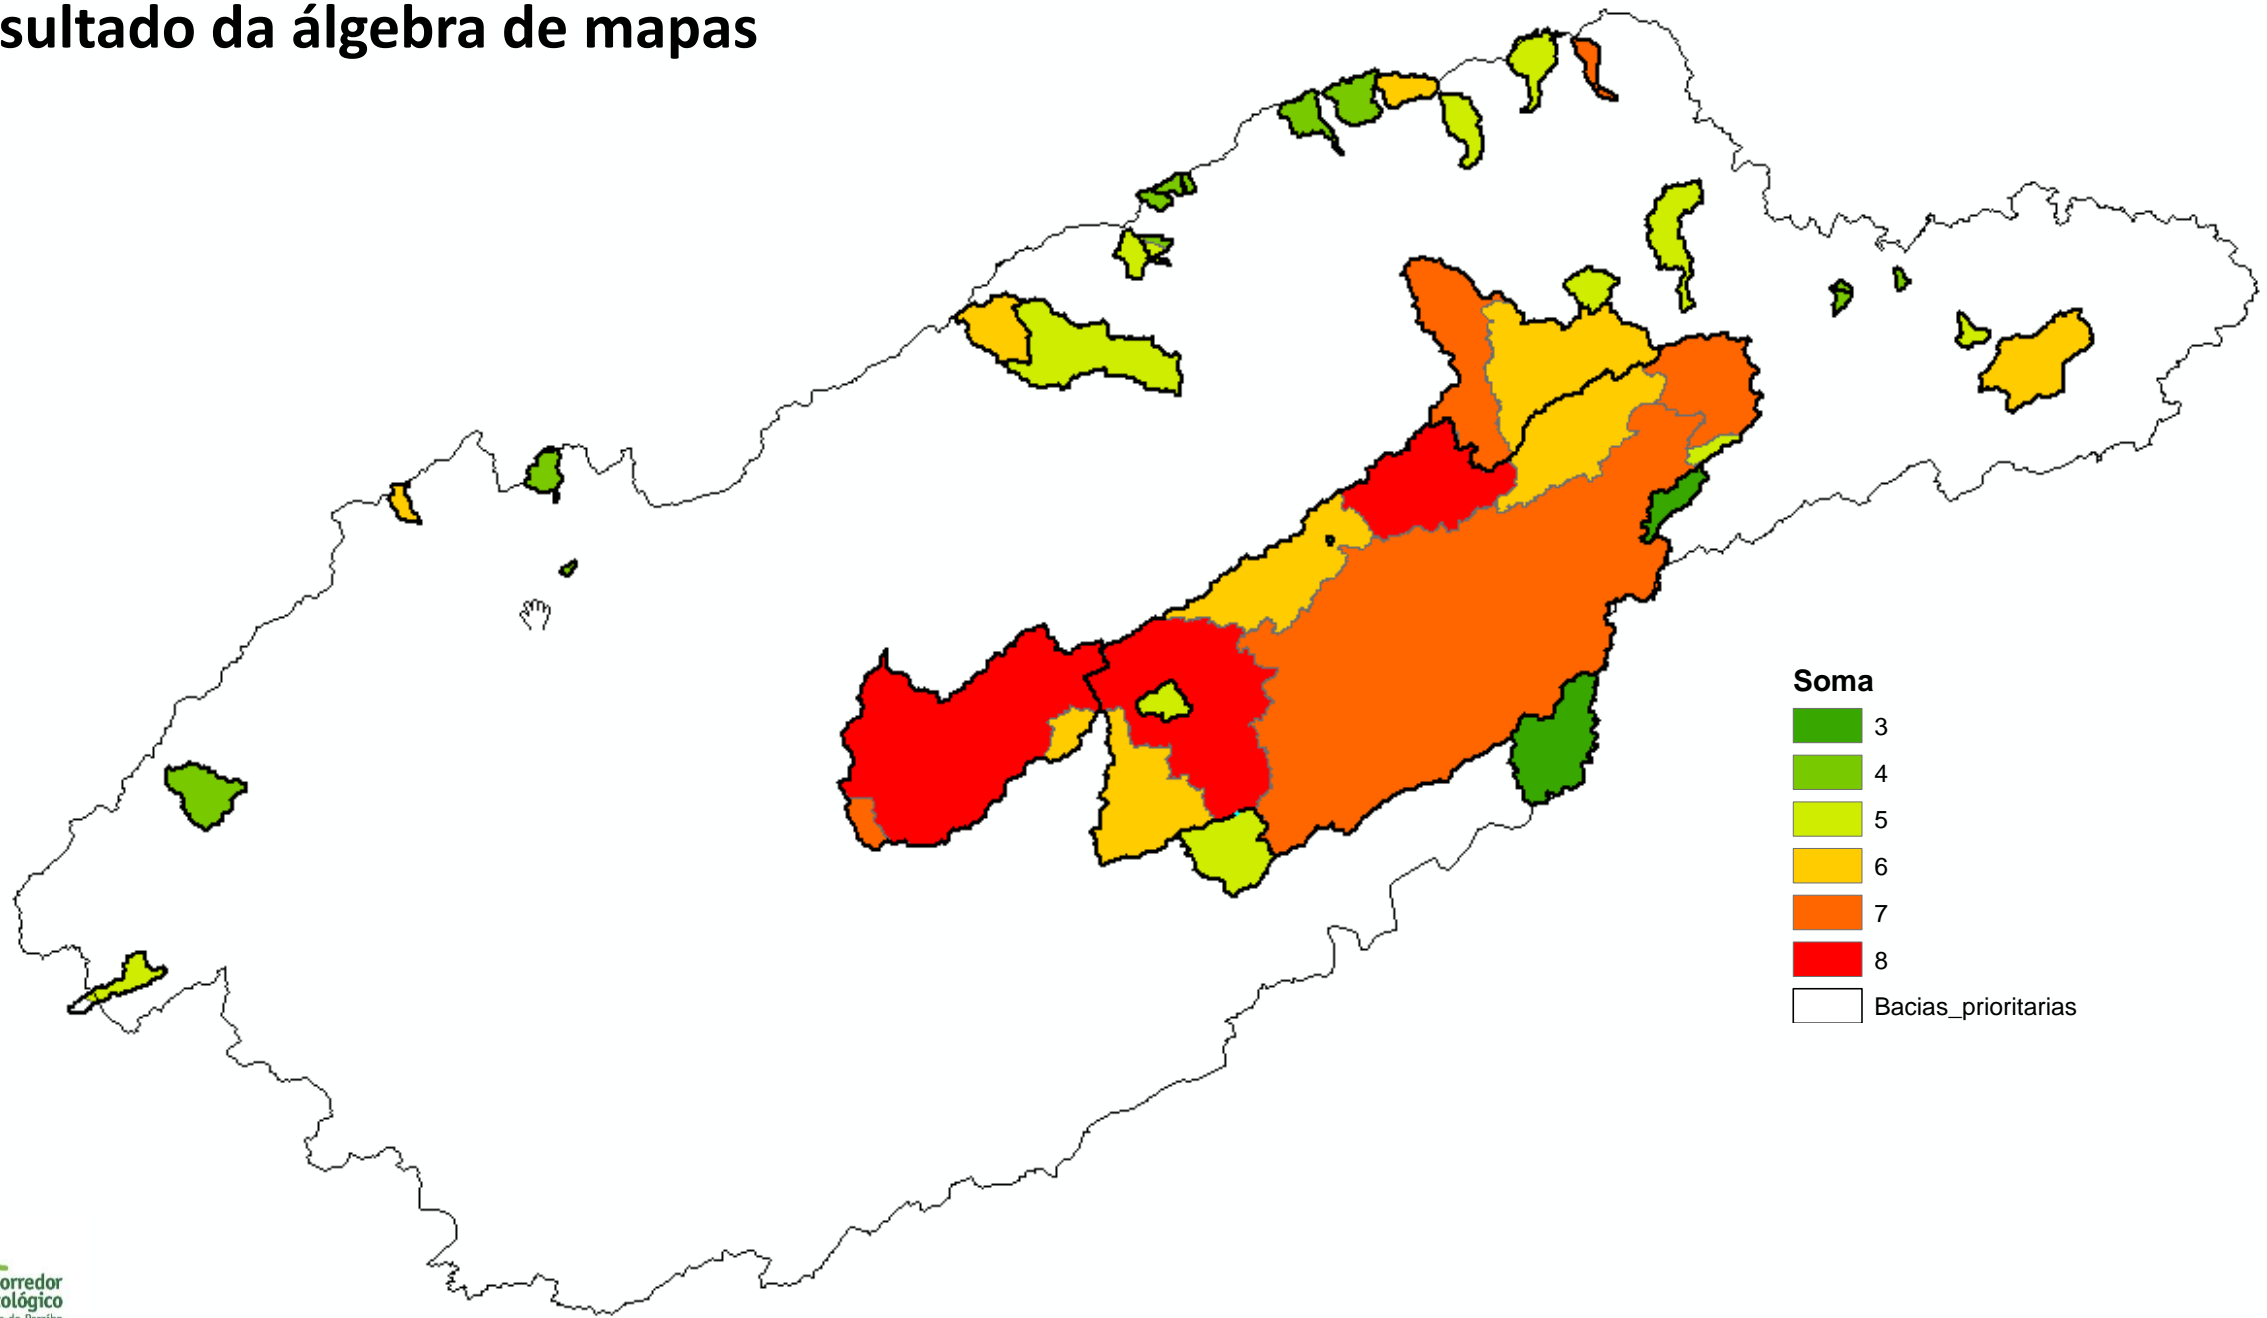 sultado da álgebra de mapas
Soma
3
4
5
6
7
8
Bacias_prioritarias
orredor
ológico